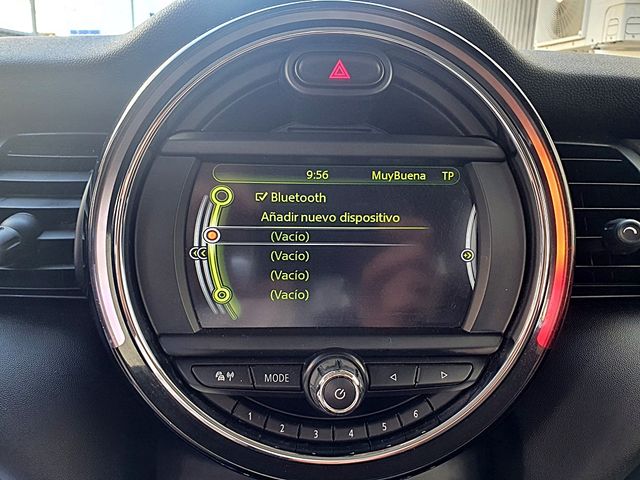 9:56 MuyBuena TP
Bluetooth
Añadir nuevo dispositivo
(Vacío)
(Vacío)
(Vacío)
(Vacío)
MODE
1 2 3 4 5 6